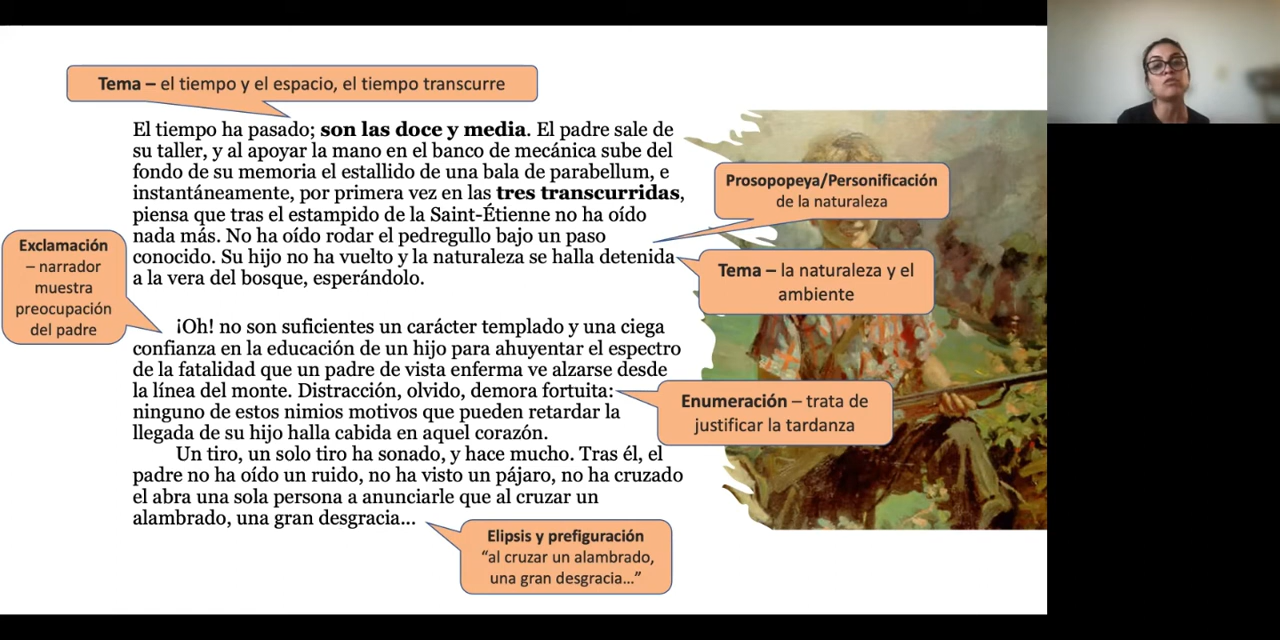 Tema – el tiempo y el espacio, el tiempo transcurre
El tiempo ha pasado; son las doce y media. El padre sale de
su taller, y al apoyar la mano en el banco de mecánica sube del
fondo de su memoria el estallido de una bala de parabellum, e
instantáneamente, por primera vez en las tres transcurridas,
piensa que tras el estampido de la Saint-Étienne no ha oído
nada más. No ha oído rodar el pedregullo bajo un paso
conocido. Su hijo no ha vuelto y la naturaleza se halla detenida
a la vera del bosque, esperándolo.
Prosopopeya/Personificación
de la naturaleza
Tema – la naturaleza y el
ambiente
Exclamación
– narrador
muestra
preocupación
del padre
¡Oh! no son suficientes un carácter templado y una ciega
confianza en la educación de un hijo para ahuyentar el espectro
de la fatalidad que un padre de vista enferma ve alzarse desde
la línea del monte. Distracción, olvido, demora fortuita:
ninguno de estos nimios motivos que pueden retardar la
llegada de su hijo halla cabida en aquel corazón.
Enumeración – trata de
justificar la tardanza
Un tiro, un solo tiro ha sonado, y hace mucho. Tras él, el
padre no ha oído un ruido, no ha visto un pájaro, no ha cruzado
el abra una sola persona a anunciarle que al cruzar un
alambrado, una gran desgracia...
Elipsis y prefiguración
“al cruzar un alambrado,
una gran desgracia...”